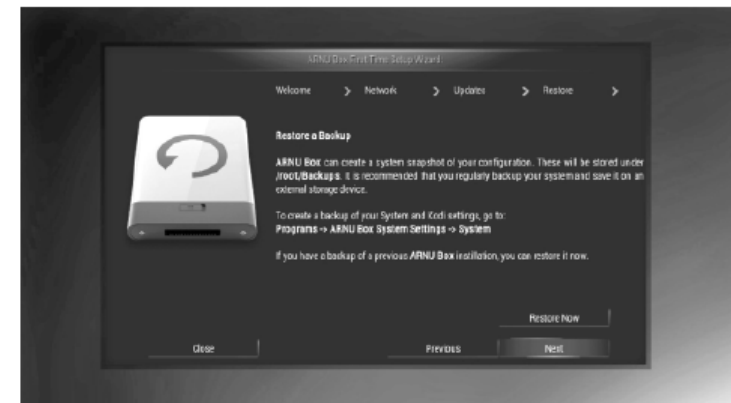 ARNU Box First Time Setup Wizard
Welcome > Network > Updates > Restore >
Restore a Backup
ARNU Box can create a system snapshot of your configuration. These will be stored under
/root/Backups. It is recommended that you regularly backup your system and save it on an
external storage device.
To create a backup of your System and Kodi settings, go to:
Programs -> ARNU Box System Settings -> System
If you have a backup of a previous ARNU Box instillation, you can restore it now.
Restore Now
Close Previous Next